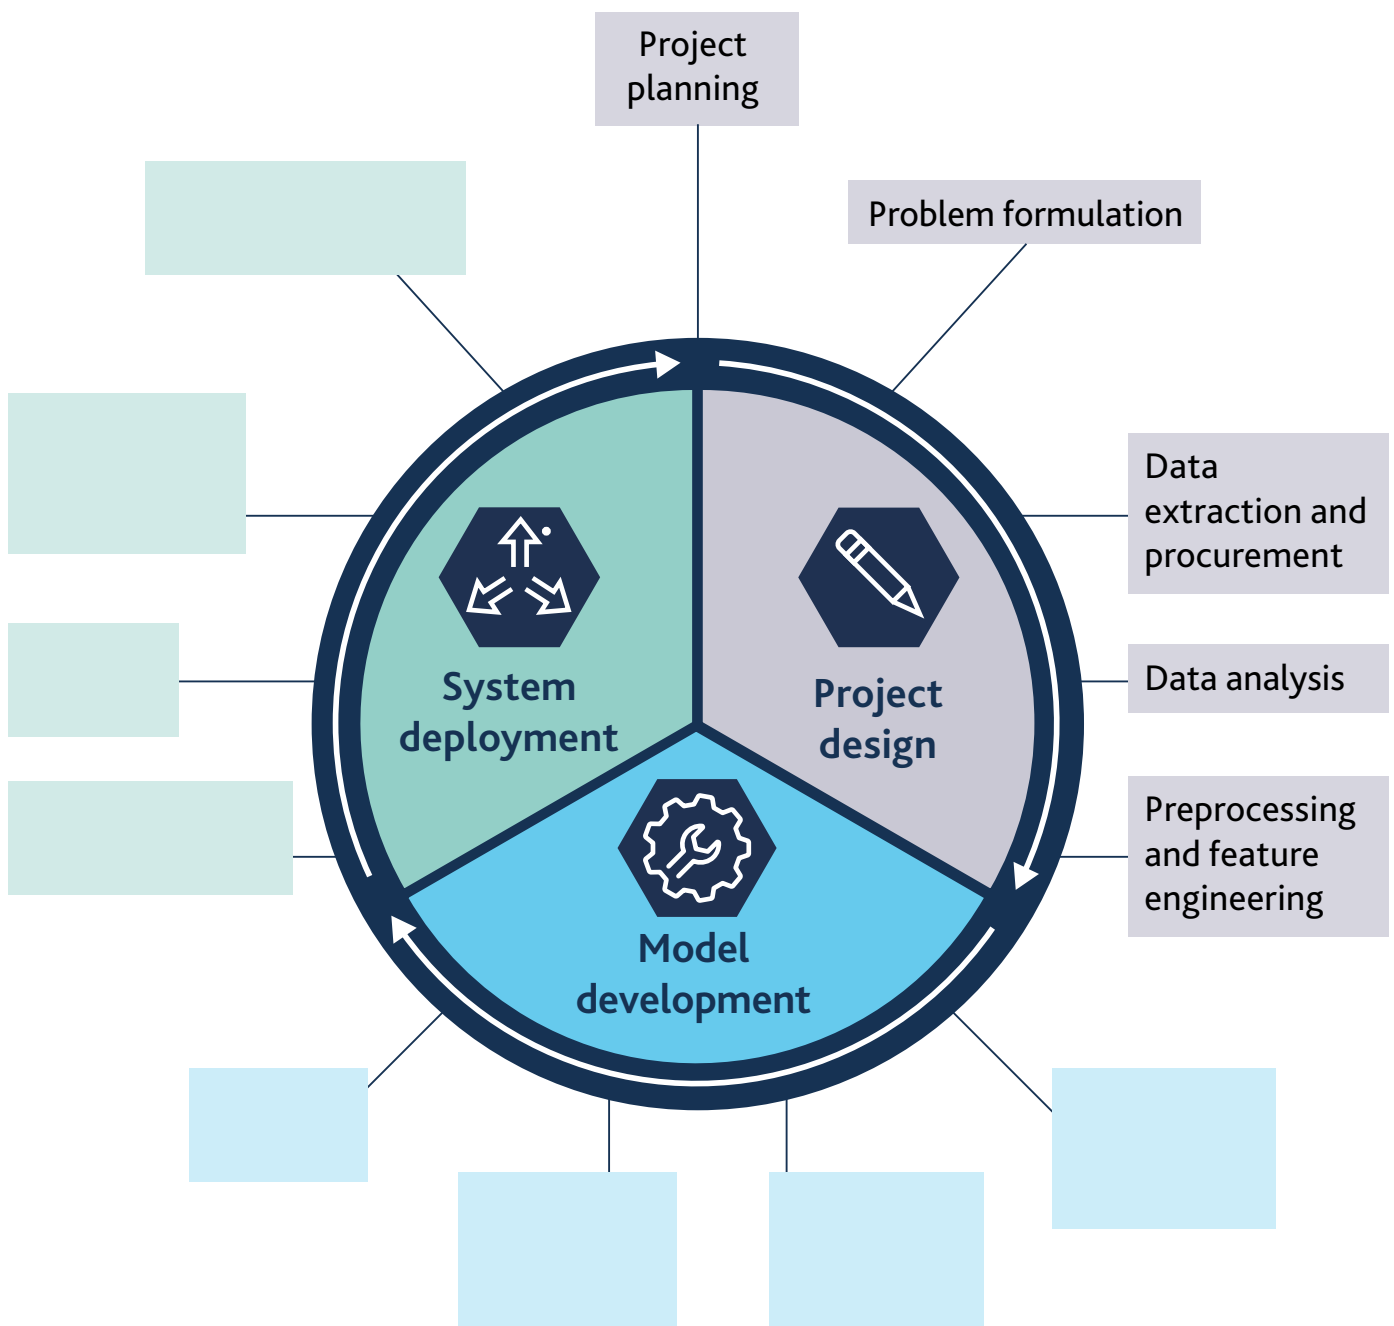 Project
planning
Problem formulation
Data
extraction and
procurement
Data analysis
Preprocessing
and feature
engineering
System
deployment
Project
design
Model
development